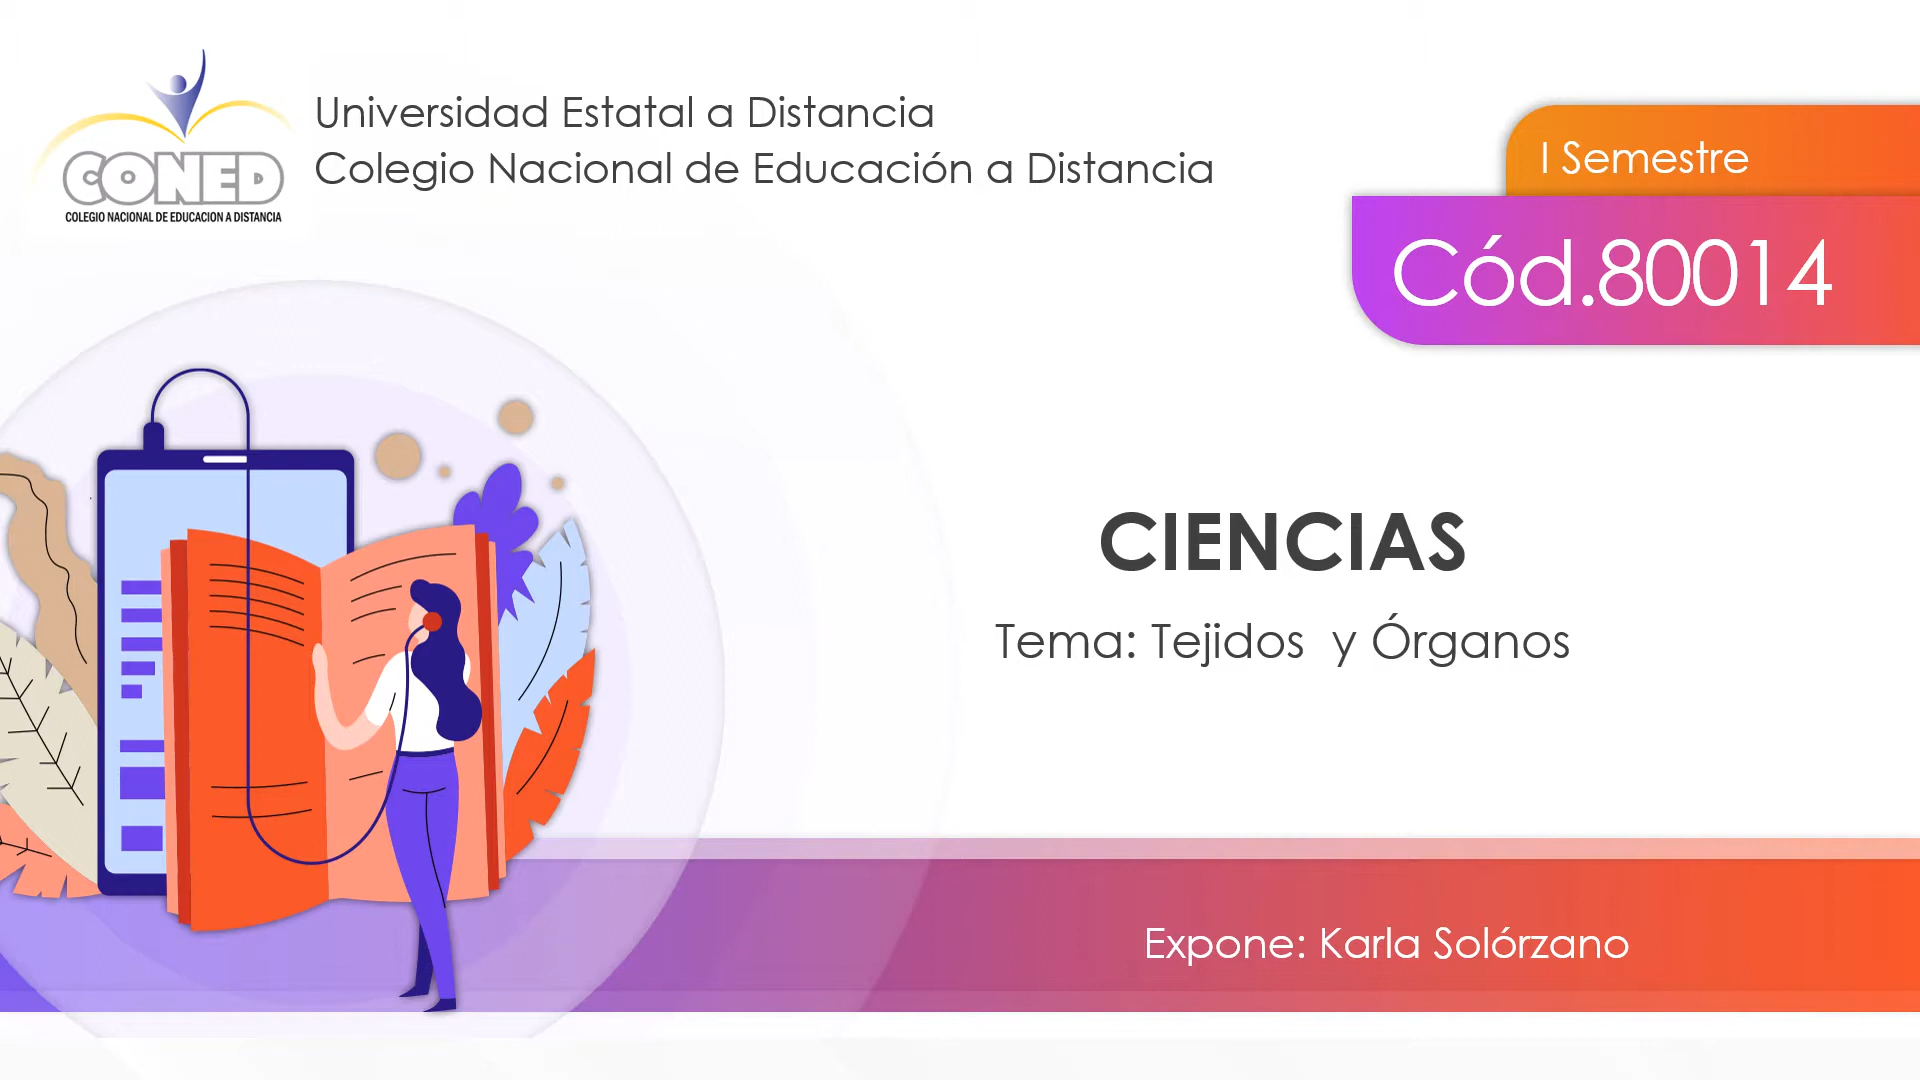 CONED
COLEGIO NACIONAL DE EDUCACION A DISTANCIA
Universidad Estatal a Distancia
Colegio Nacional de Educación a Distancia
I Semestre
Cód.80014
CIENCIAS
Tema: Tejidos y Órganos
Expone: Karla Solórzano